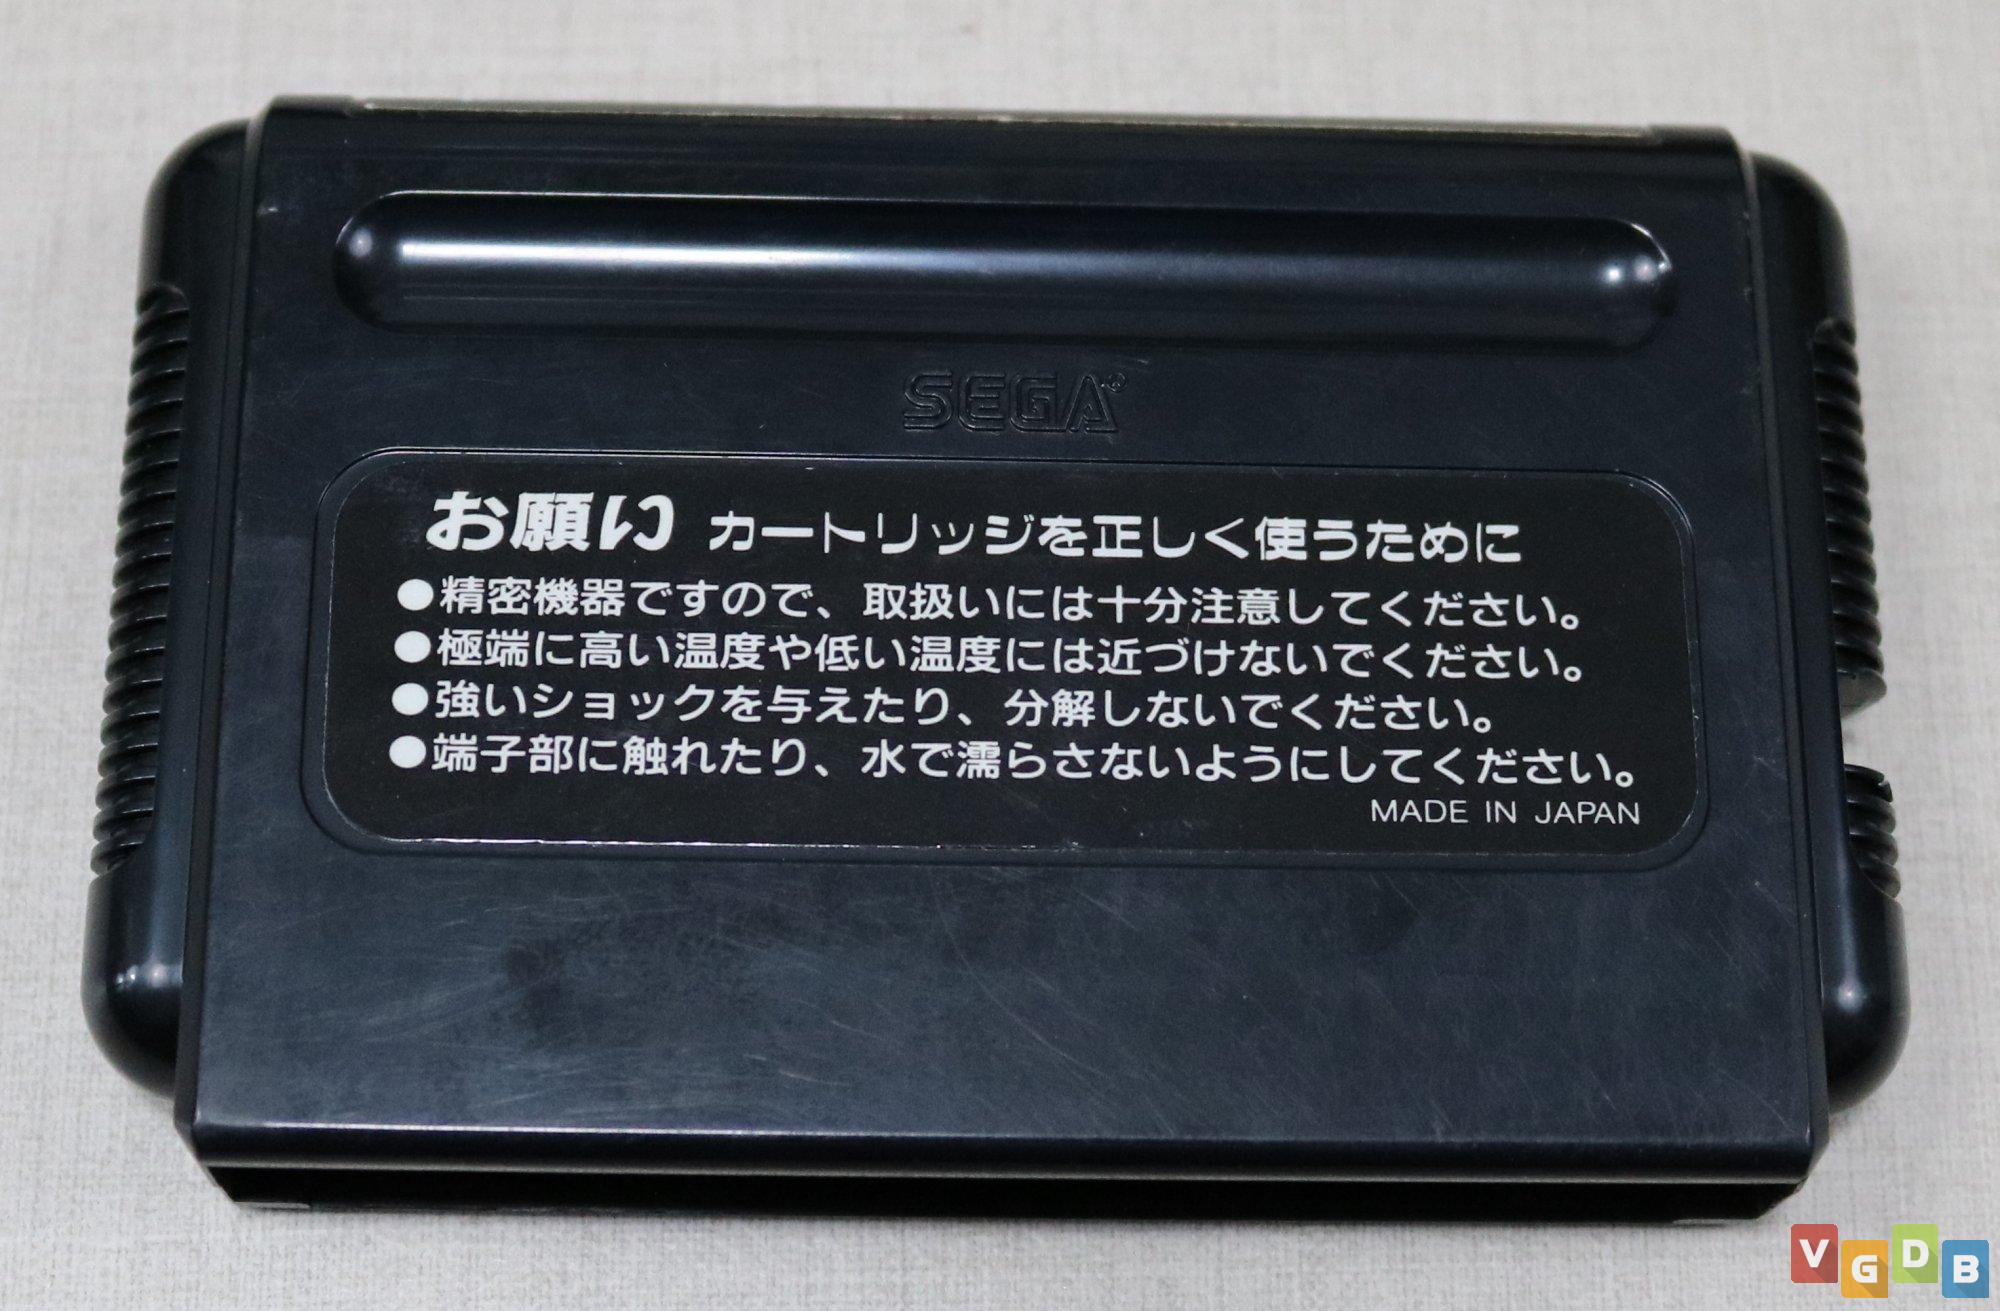 SEGA®
お願い カートリッジを正しく使うために
●精密機器ですので、取扱いには十分注意してください。
●極端に高い温度や低い温度には近づけないでください。
●強いショックを与えたり、分解しないでください。
●端子部に触れたり、水で濡らさないようにしてください。
MADE IN JAPAN
VGDB